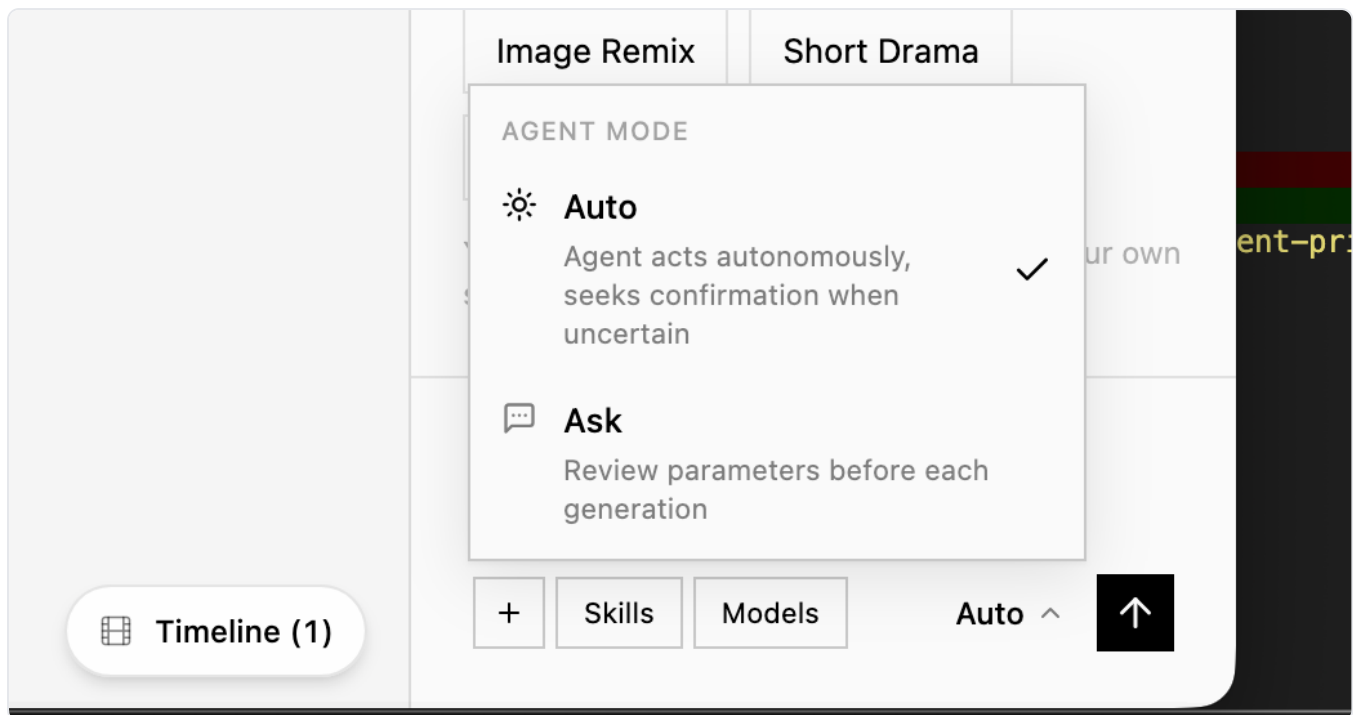 Image Remix
Short Drama
AGENT MODE
Auto
Agent acts autonomously,
seeks confirmation when
uncertain
ur own
ent-pri
Ask
Review parameters before each
generation
+
Skills
Models
Auto
Timeline (1)